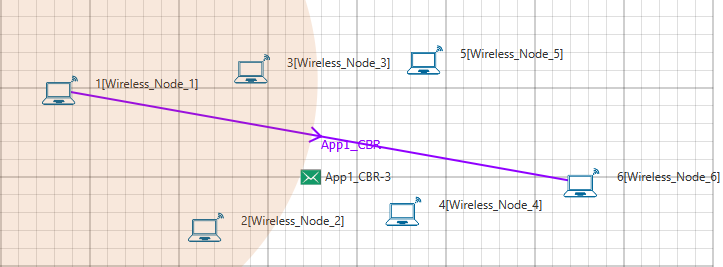 5[Wireless_Node_5]
3[Wireless_Node_3]
1[Wireless_Node_1]
App1_CBR
App1_CBR-3
6[Wireless_Node_6]
4[Wireless_Node_4]
2[Wireless_Node_2]